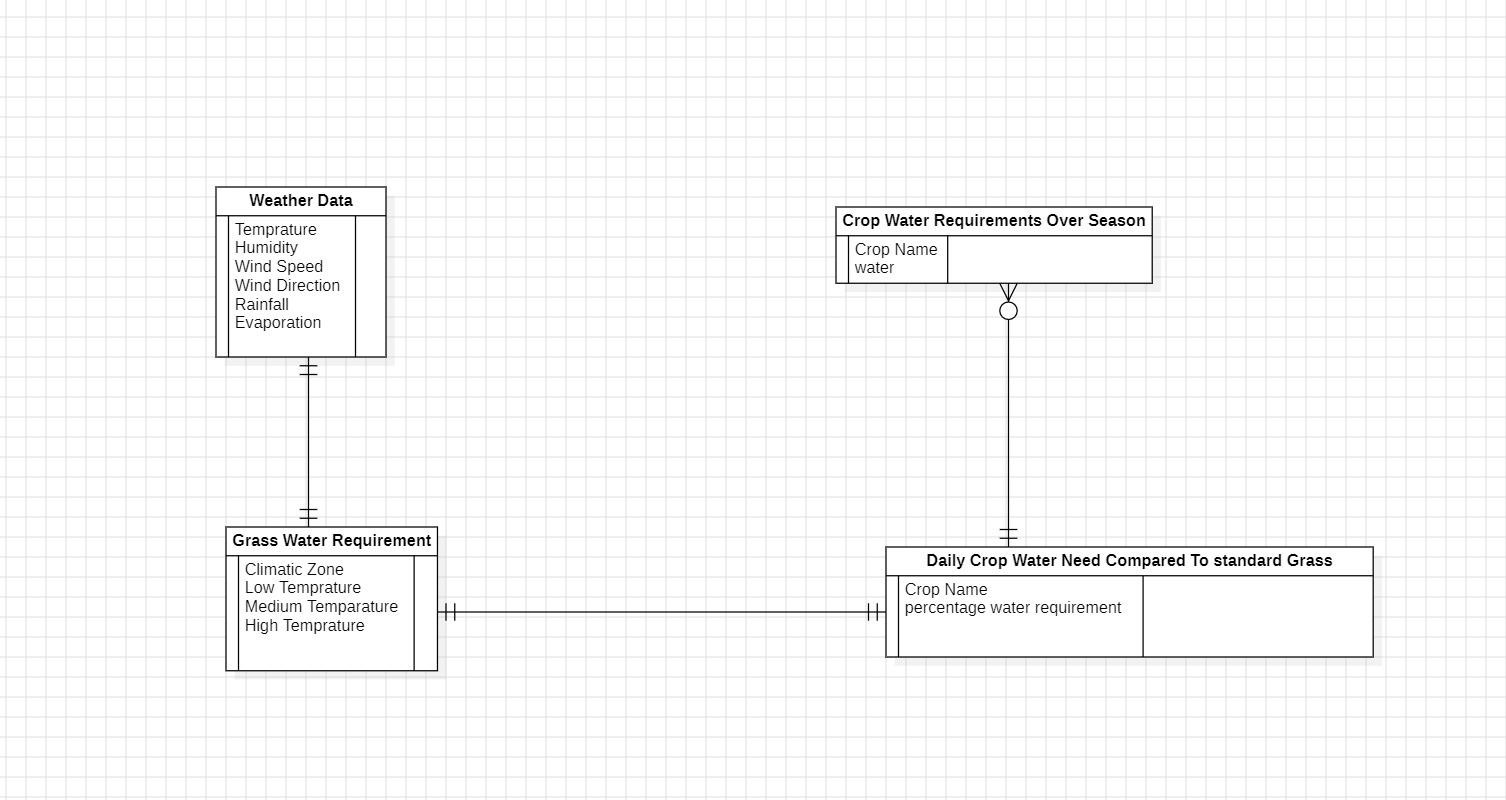 Weather Data
Temprature
Humidity
Wind Speed
Wind Direction
Rainfall
Evaporation
Crop Water Requirements Over Season
Crop Name
water
Grass Water Requirement
Climatic Zone
Low Temprature
Medium Temparature
High Temprature
Daily Crop Water Need Compared To standard Grass
Crop Name
percentage water requirement